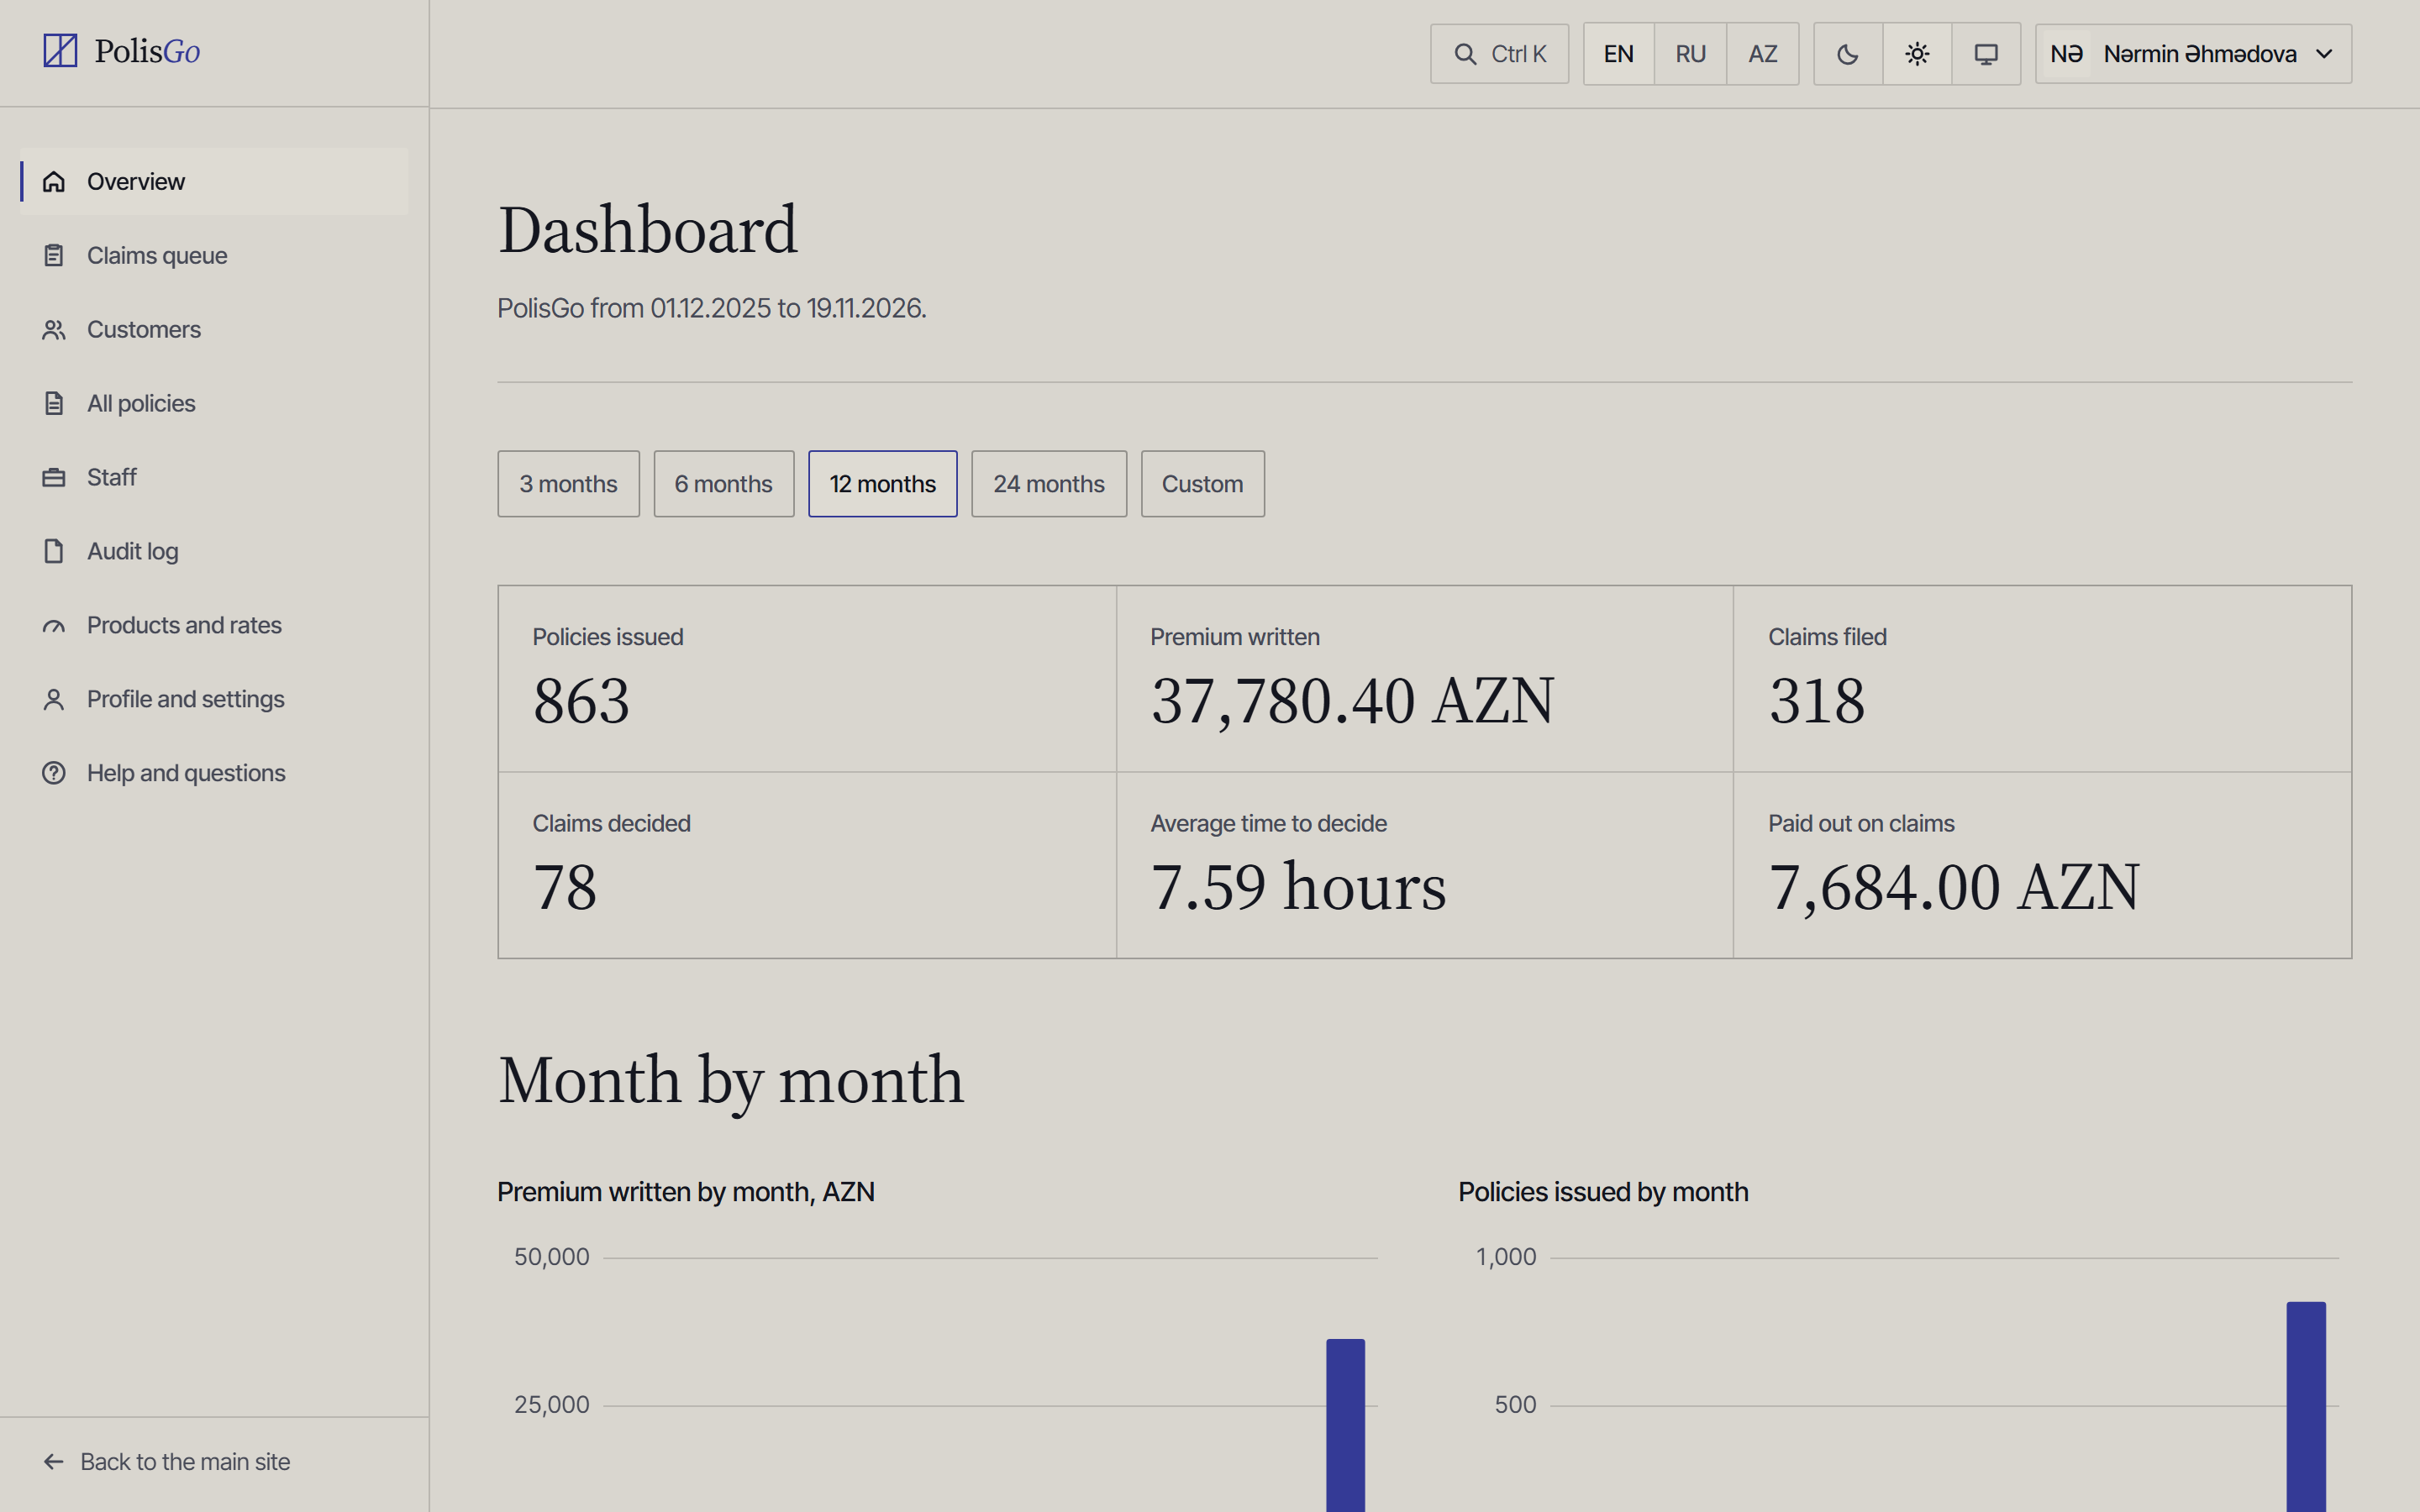 PolisGo
Ctrl K
EN
RU
AZ
NƏ
Nərmin Əhmədova
Overview
Claims queue
Customers
All policies
Staff
Audit log
Products and rates
Profile and settings
Help and questions
Back to the main site
Dashboard
PolisGo from 01.12.2025 to 19.11.2026.
3 months
6 months
12 months
24 months
Custom
Policies issued
863
Premium written
37,780.40 AZN
Claims filed
318
Claims decided
78
Average time to decide
7.59 hours
Paid out on claims
7,684.00 AZN
Month by month
Premium written by month, AZN
50,000
25,000
Policies issued by month
1,000
500